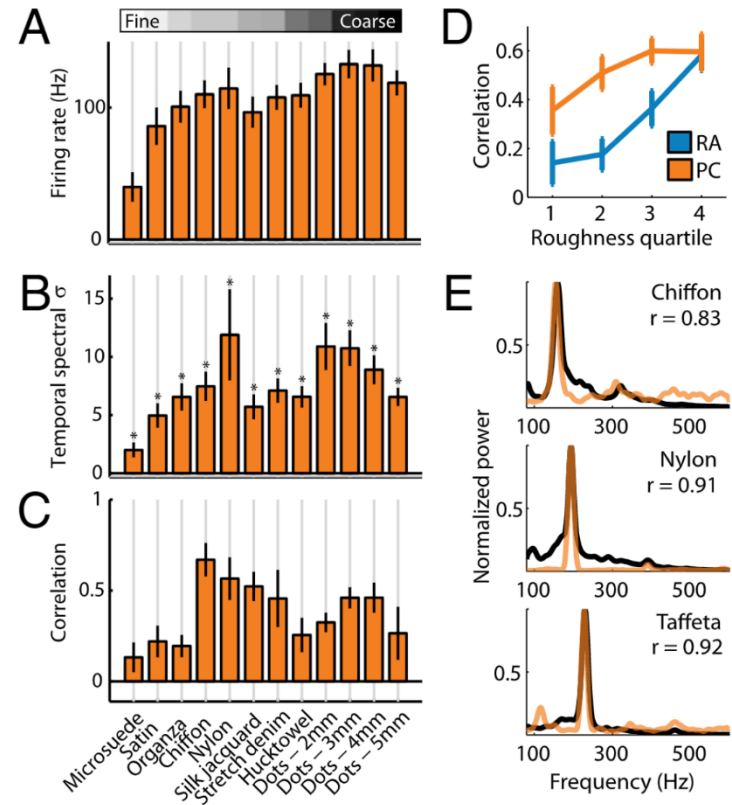 A
Fine
Coarse
Firing rate (Hz)
100
0
B
Temporal spectral σ
15
10
5
0
*
*
*
*
*
*
*
*
*
*
*
*
C
Correlation
1
0.5
0
Microsuede
Satin
Organza
Chiffon
Nylon
Silk jacquard
Stretch denim
Hucktowel
Dots – 2mm
Dots – 3mm
Dots – 4mm
Dots – 5mm
D
Correlation
0.6
0.4
0.2
0
RA
PC
1 2 3 4
Roughness quartile
E
Normalized power
Chiffon
r = 0.83
0.5
100 300 500
Nylon
r = 0.91
0.5
100 300 500
Taffeta
r = 0.92
0.5
100 300 500
Frequency (Hz)